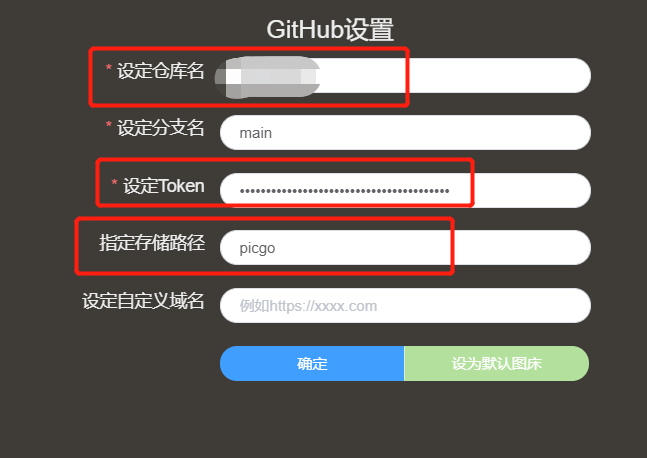 GitHub设置
* 设定仓库名
* 设定分支名 main
* 设定Token ••••••••••••••••••••••••••••••••••••••••
指定存储路径 picgo
设定自定义域名 例如https://xxxx.com
确定 设为默认图床